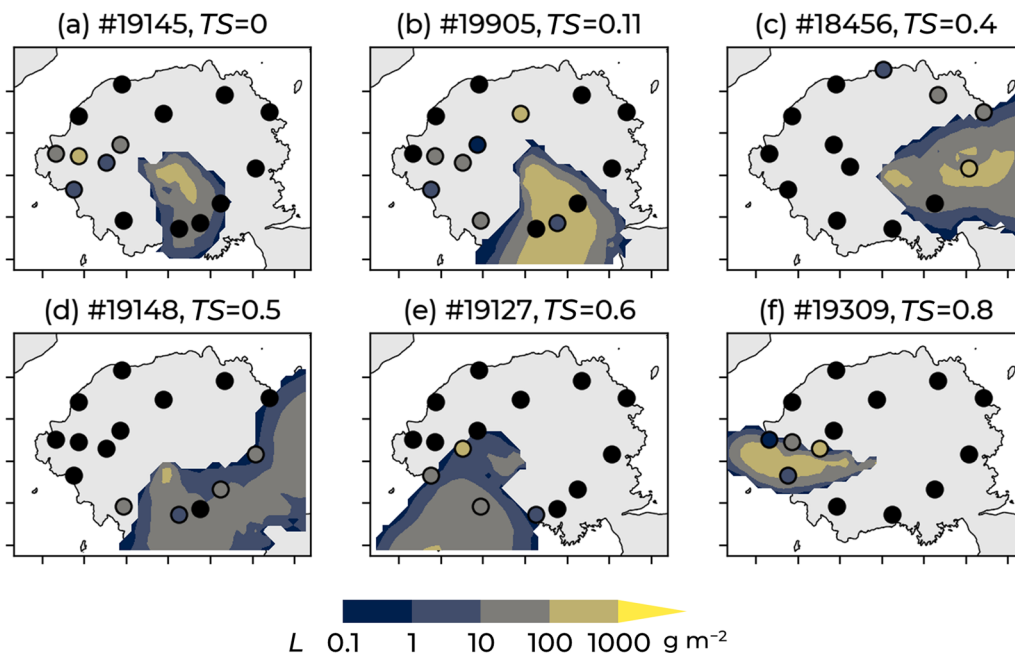 (a) #19145, TS=0
(b) #19905, TS=0.11
(c) #18456, TS=0.4
(d) #19148, TS=0.5
(e) #19127, TS=0.6
(f) #19309, TS=0.8
L 0.1 1 10 100 1000 g m⁻²